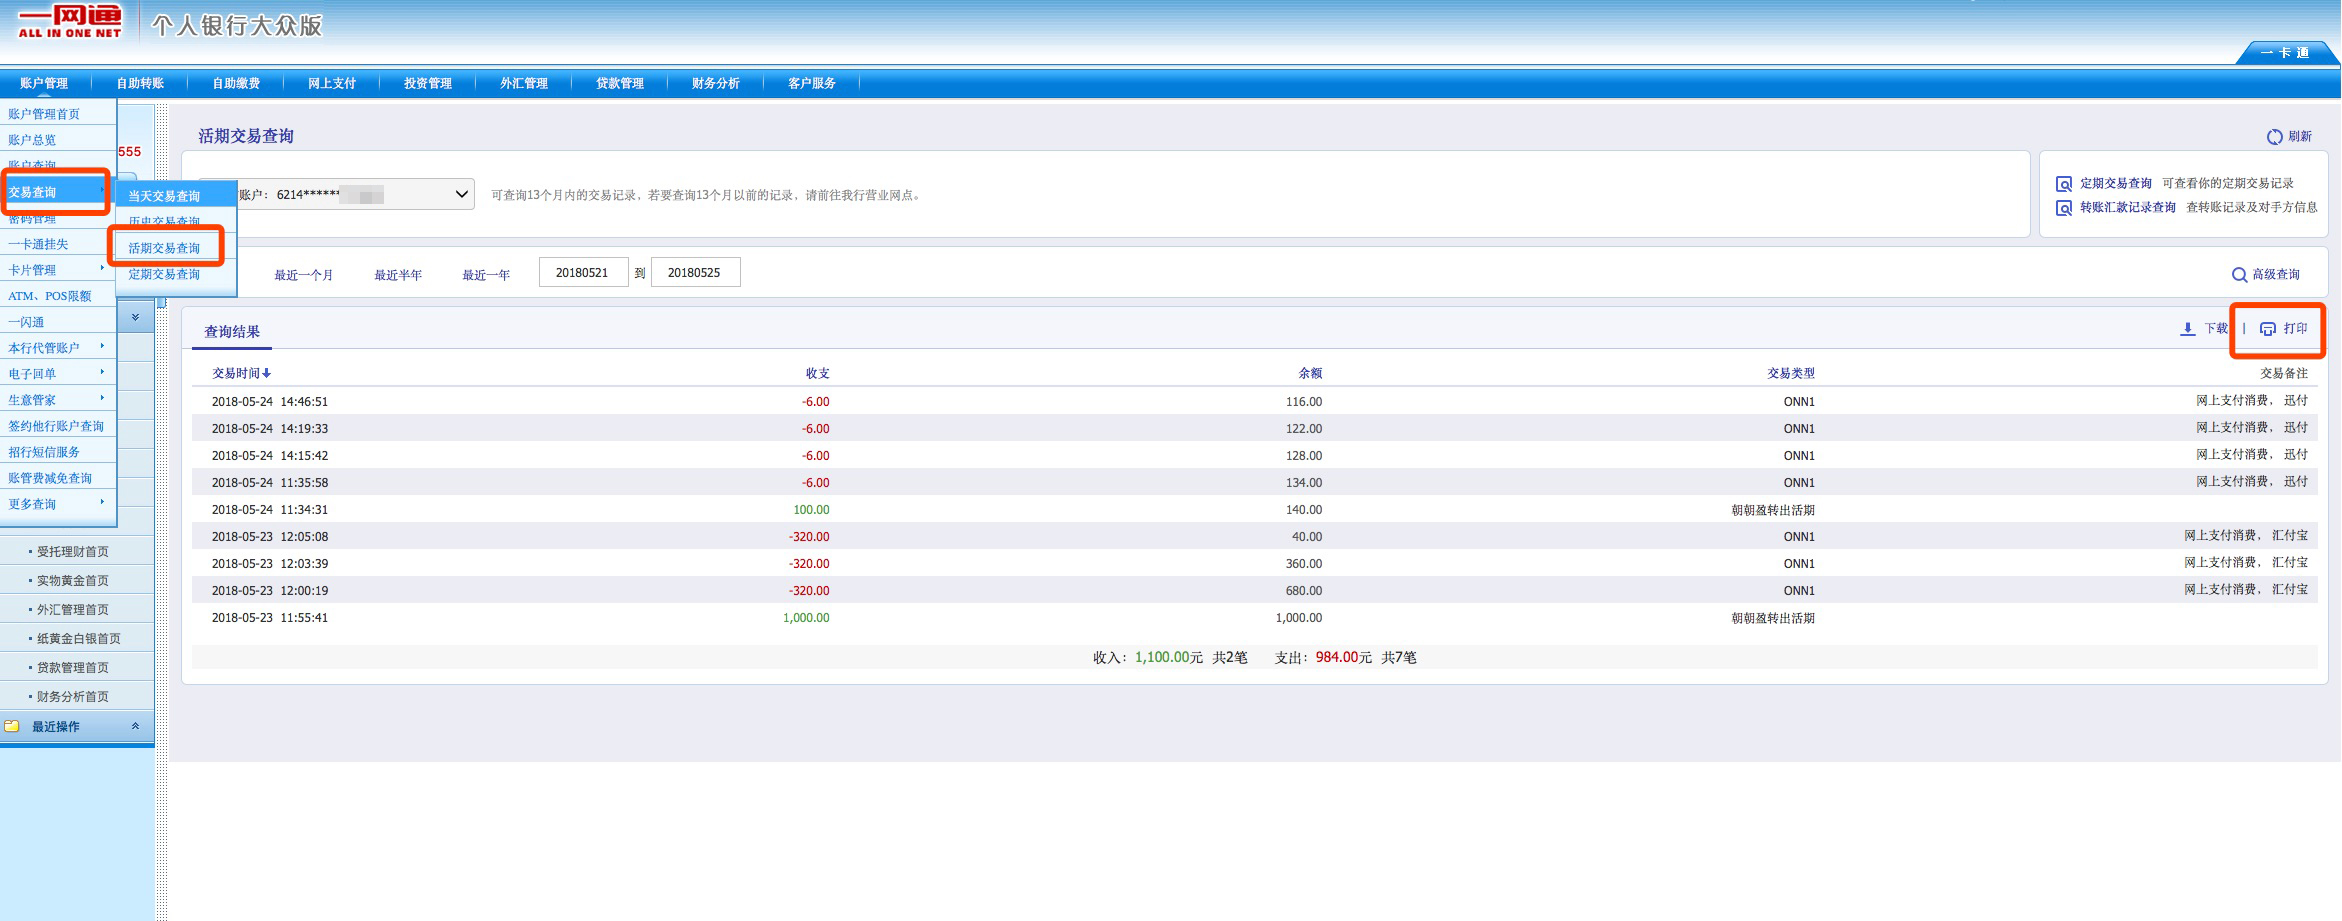 一网通
ALL IN ONE NET
个人银行大众版
一卡通
账户管理 自助转账 自助缴费 网上支付 投资管理 外汇管理 贷款管理 财务分析 客户服务
账户管理首页
账户总览
账户查询
交易查询
密码管理
一卡通挂失
卡片管理
ATM、POS限额
一闪通
本行代管账户
电子回单
生意管家
签约他行账户查询
招行短信服务
账管费减免查询
更多查询
555
当天交易查询
历史交易查询
活期交易查询
定期交易查询
受托理财首页
实物黄金首页
外汇管理首页
纸黄金白银首页
贷款管理首页
财务分析首页
最近操作
活期交易查询
刷新
账户：6214******
可查询13个月内的交易记录，若要查询13个月以前的记录，请前往我行营业网点。
定期交易查询 可查看你的定期交易记录
转账汇款记录查询 查转账记录及对手方信息
最近一个月 最近半年 最近一年 20180521 到 20180525
高级查询
查询结果
下载 | 打印
交易时间 收支 余额 交易类型 交易备注
2018-05-24 14:46:51 -6.00 116.00 ONN1 网上支付消费， 迅付
2018-05-24 14:19:33 -6.00 122.00 ONN1 网上支付消费， 迅付
2018-05-24 14:15:42 -6.00 128.00 ONN1 网上支付消费， 迅付
2018-05-24 11:35:58 -6.00 134.00 ONN1 网上支付消费， 迅付
2018-05-24 11:34:31 100.00 140.00 朝朝盈转出活期
2018-05-23 12:05:08 -320.00 40.00 ONN1 网上支付消费， 汇付宝
2018-05-23 12:03:39 -320.00 360.00 ONN1 网上支付消费， 汇付宝
2018-05-23 12:00:19 -320.00 680.00 ONN1 网上支付消费， 汇付宝
2018-05-23 11:55:41 1,000.00 1,000.00 朝朝盈转出活期
收入：1,100.00元 共2笔 支出：984.00元 共7笔